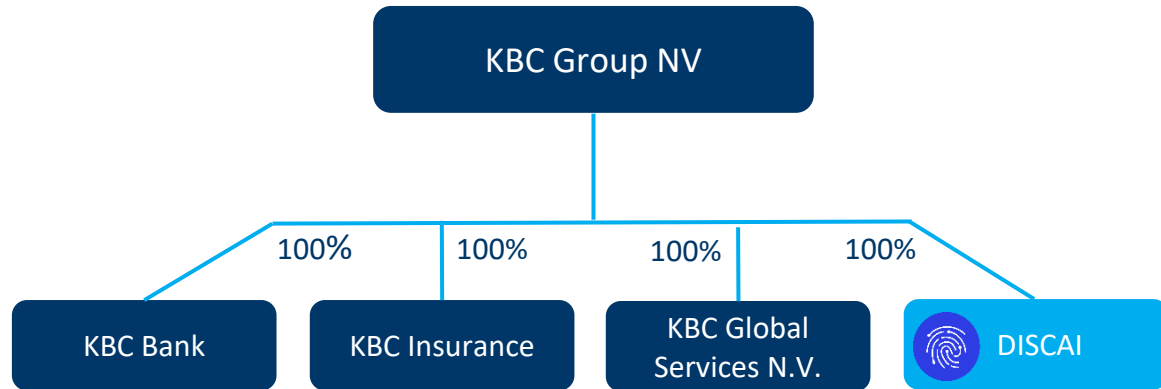 KBC Group NV
100%
100%
100%
100%
KBC Bank
KBC Insurance
KBC Global
Services N.V.
DISCAI